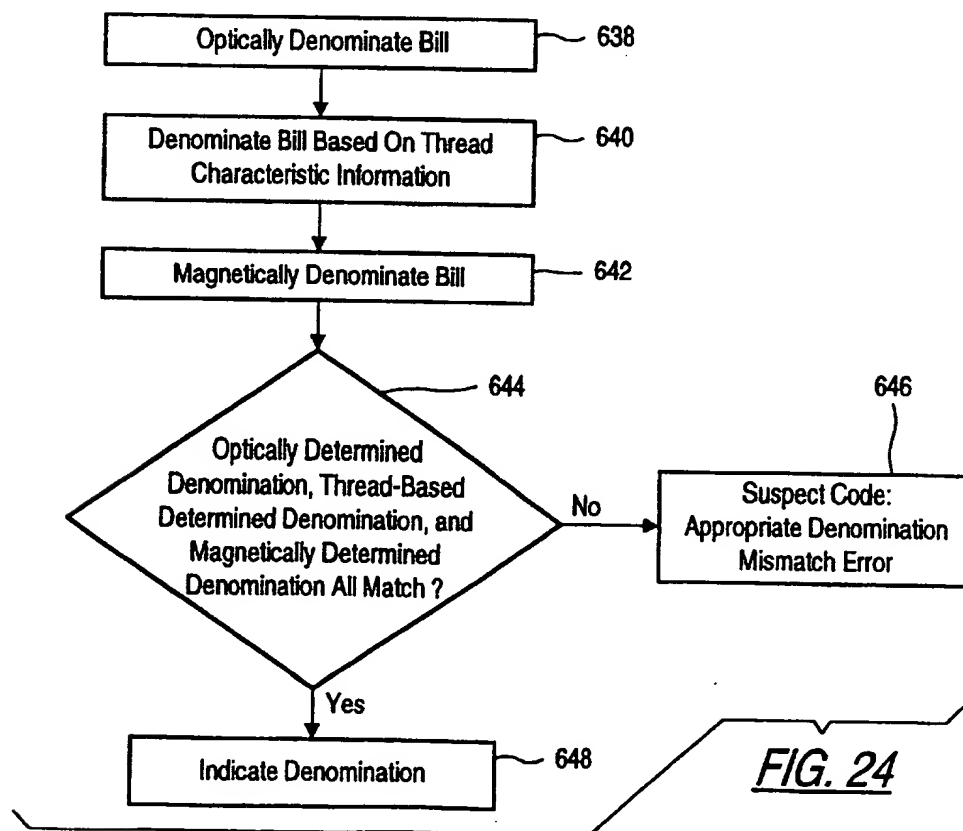 Optically Denominate Bill
638
Denominate Bill Based On Thread
Characteristic Information
640
Magnetically Denominate Bill
642
644
Optically Determined
Denomination, Thread-Based
Determined Denomination, and
Magnetically Determined
Denomination All Match ?
No
646
Suspect Code:
Appropriate Denomination
Mismatch Error
Yes
Indicate Denomination
648
FIG. 24